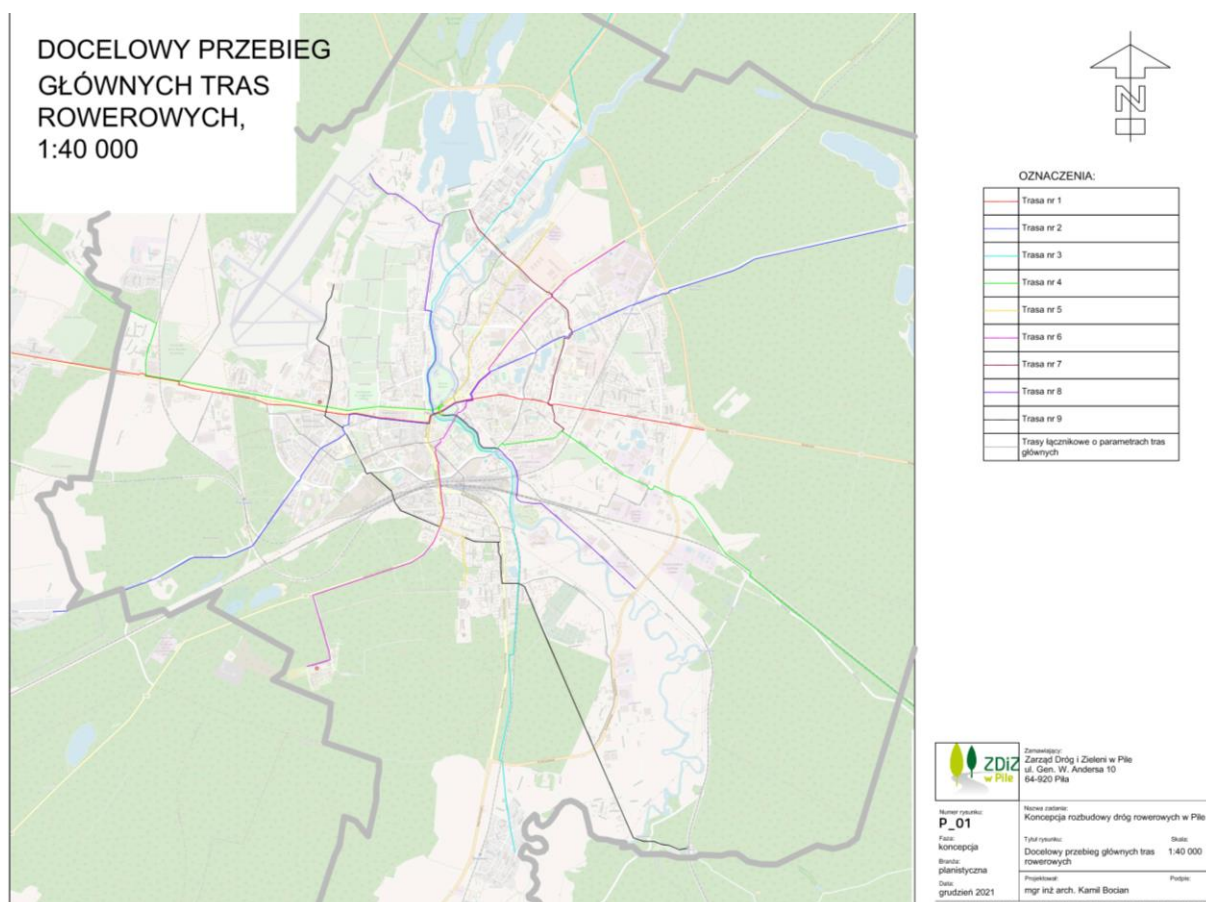 DOCELOWY PRZEBIEG
GŁÓWNYCH TRAS
ROWEROWYCH,
1:40 000
N
OZNACZENIA:
Trasa nr 1
Trasa nr 2
Trasa nr 3
Trasa nr 4
Trasa nr 5
Trasa nr 6
Trasa nr 7
Trasa nr 8
Trasa nr 9
Trasy łącznikowe o parametrach tras
głównych
ZDiZ
w Pile
Zamawiający:
Zarząd Dróg i Zieleni w Pile
ul. Gen. W. Andersa 10
64-920 Piła
Numer rysunku:
P_01
Faza:
koncepcja
Branża:
planistyczna
Data:
grudzień 2021
Nazwa zadania:
Koncepcja rozbudowy dróg rowerowych w Pile
Tytuł rysunku:
Skala:
Docelowy przebieg głównych tras
rowerowych
1:40 000
Projektował:
Podpis:
mgr inż arch. Kamil Bocian